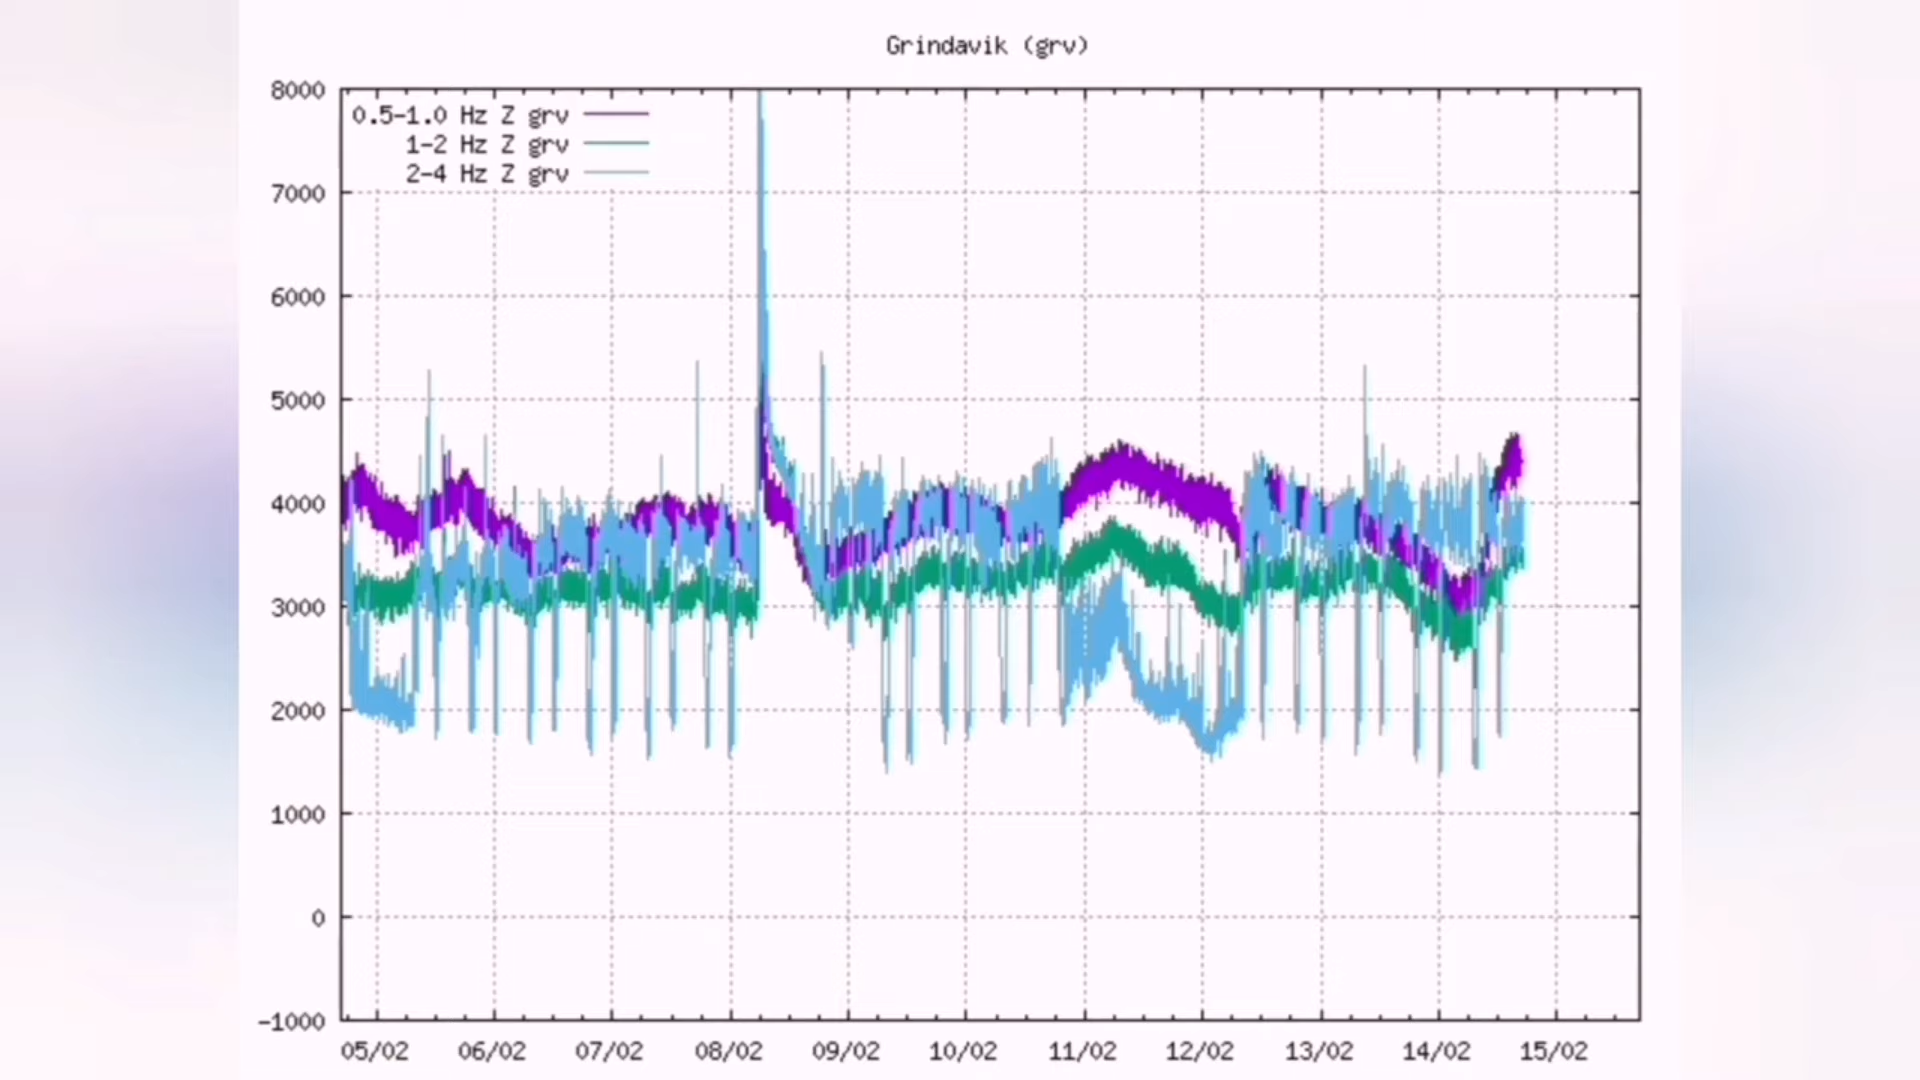 Grindavik (grv)
8000
0.5-1.0 Hz Z grv
1-2 Hz Z grv
2-4 Hz Z grv
7000
6000
5000
4000
3000
2000
1000
0
-1000
05/02 06/02 07/02 08/02 09/02 10/02 11/02 12/02 13/02 14/02 15/02